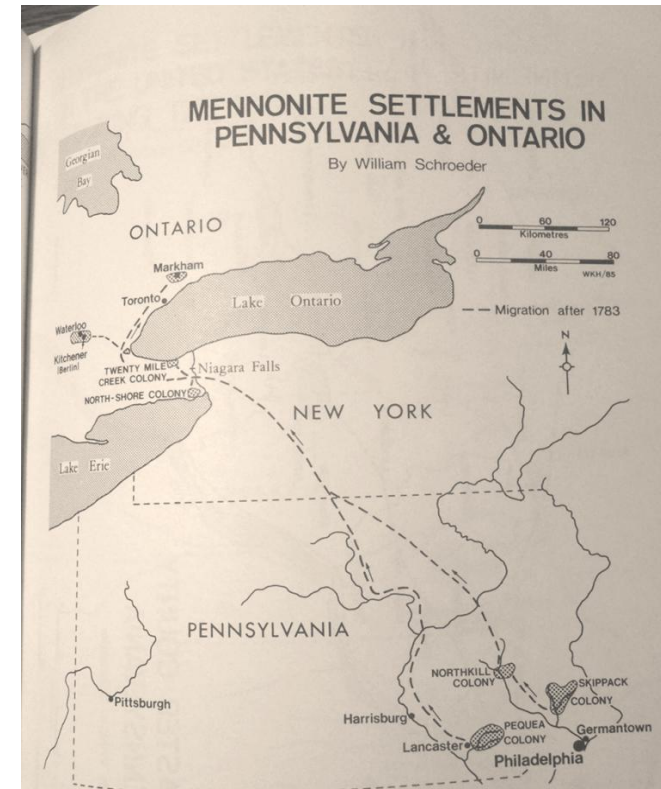 MENNONITE SETTLEMENTS IN
PENNSYLVANIA & ONTARIO
By William Schroeder
Georgian
Bay
ONTARIO
0 60 120
Kilometres
0 40 80
Miles
WKH/85
Markham
Toronto
Lake Ontario
Migration after 1783
Waterloo
Kitchener
(Berlin)
N
TWENTY MILE
CREEK COLONY
Niagara Falls
NORTH-SHORE COLONY
NEW YORK
Lake Erie
PENNSYLVANIA
NORTHKILL
COLONY
SKIPPACK
COLONY
Pittsburgh
Harrisburg
PEQUEA
COLONY
Germantown
Lancaster
Philadelphia